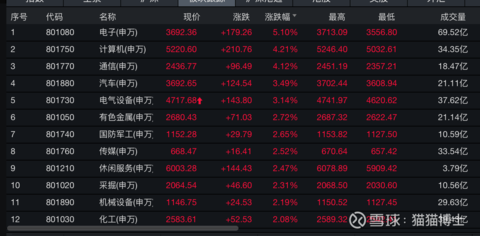 序号 代码 名称 现价 涨跌 涨跌幅 最高 最低 成交量
1 801080 电子(申万) 3692.36 +179.26 5.10% 3713.09 3556.80 69.52亿
2 801750 计算机(申万) 5220.60 +210.76 4.21% 5246.40 5032.61 34.35亿
3 801770 通信(申万) 2436.77 +96.49 4.12% 2451.19 2357.21 18.47亿
4 801880 汽车(申万) 3692.65 +124.54 3.49% 3702.44 3608.94 21.11亿
5 801730 电气设备(申万) 4717.68 +143.80 3.14% 4741.97 4620.62 37.62亿
6 801050 有色金属(申万) 2680.43 +71.03 2.72% 2687.32 2622.47 21.14亿
7 801740 国防军工(申万) 1152.28 +29.79 2.65% 1153.82 1127.50 10.59亿
8 801760 传媒(申万) 668.47 +16.41 2.52% 670.64 657.42 33.54亿
9 801210 休闲服务(申万) 6003.28 +144.43 2.47% 6078.89 5909.42 3.79亿
10 801020 采掘(申万) 2064.54 +46.60 2.31% 2068.50 2030.60 10.56亿
11 801890 机械设备(申万) 1146.75 +24.53 2.19% 1150.52 1127.45 29.63亿
12 801030 化工(申万) 2583.61 +52.53 2.08% 2589.32
雪球：猫猫博士